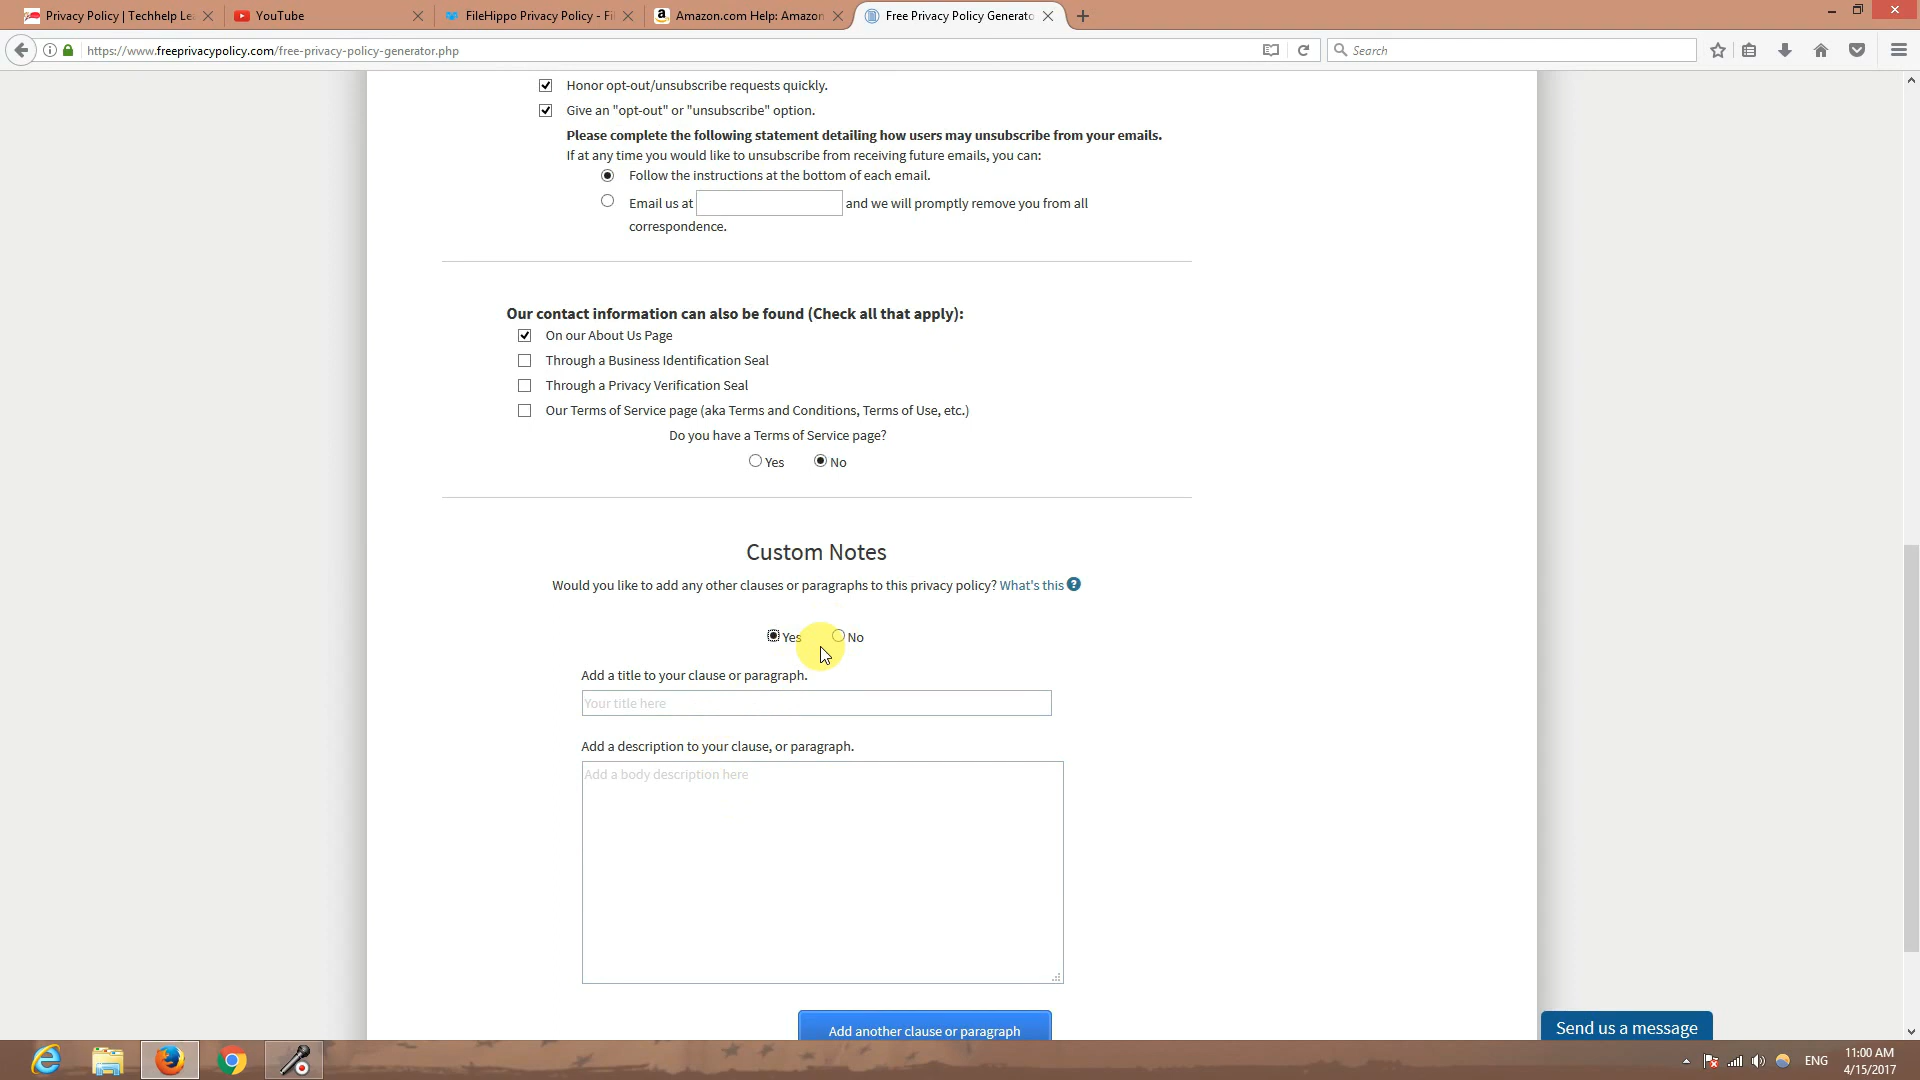 Privacy Policy | Techhelp Le
YouTube
FileHippo Privacy Policy - Fi
Amazon.com Help: Amazon
Free Privacy Policy Generato
https://www.freeprivacypolicy.com/free-privacy-policy-generator.php
Search
Honor opt-out/unsubscribe requests quickly.
Give an "opt-out" or "unsubscribe" option.
Please complete the following statement detailing how users may unsubscribe from your emails.
If at any time you would like to unsubscribe from receiving future emails, you can:
Follow the instructions at the bottom of each email.
Email us at and we will promptly remove you from all
correspondence.
Our contact information can also be found (Check all that apply):
On our About Us Page
Through a Business Identification Seal
Through a Privacy Verification Seal
Our Terms of Service page (aka Terms and Conditions, Terms of Use, etc.)
Do you have a Terms of Service page?
Yes No
Custom Notes
Would you like to add any other clauses or paragraphs to this privacy policy? What's this ?
Yes No
Add a title to your clause or paragraph.
Your title here
Add a description to your clause, or paragraph.
Add a body description here
Add another clause or paragraph
Send us a message
ENG
11:00 AM
4/15/2017